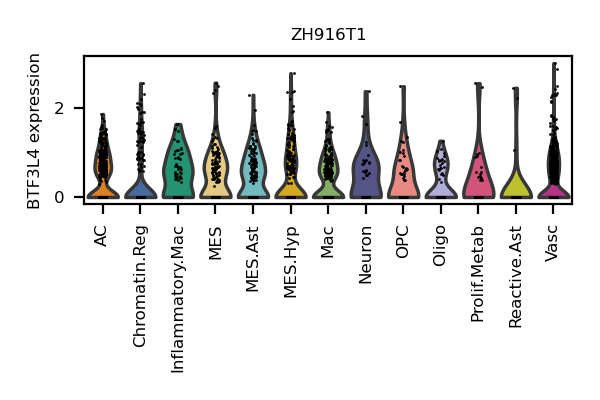 ZH916T1
BTF3L4 expression
2
0
AC
Chromatin.Reg
Inflammatory.Mac
MES
MES.Ast
MES.Hyp
Mac
Neuron
OPC
Oligo
Prolif.Metab
Reactive.Ast
Vasc